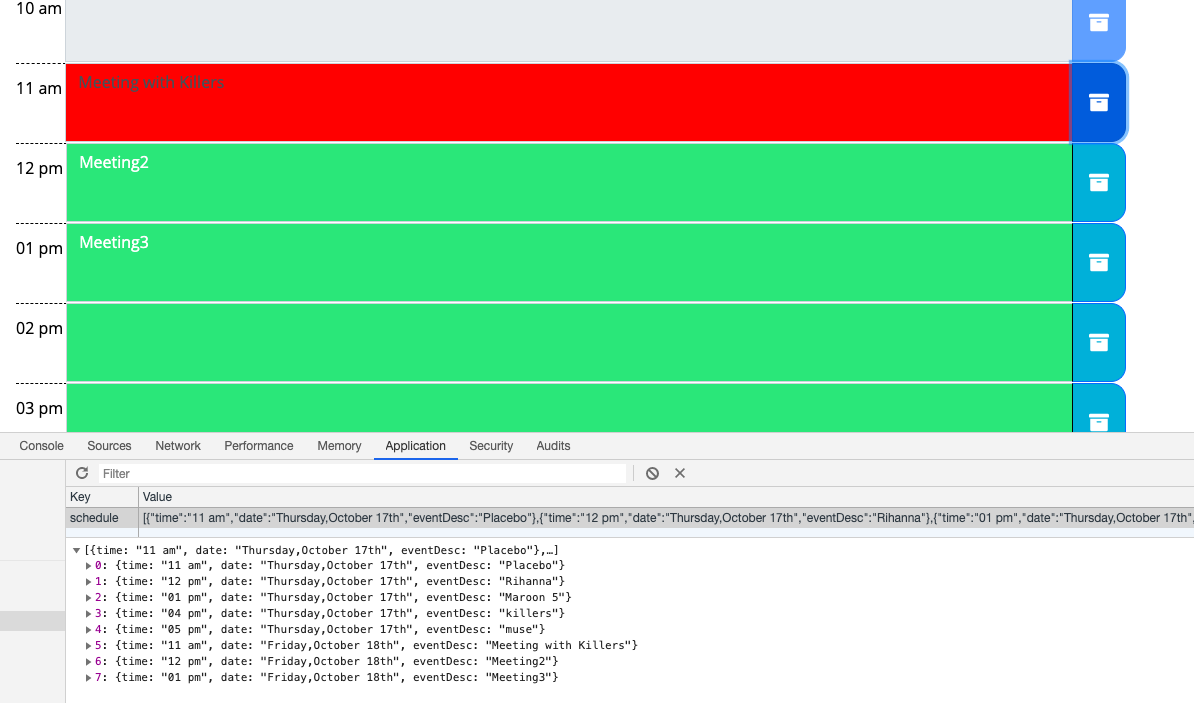 10 am
11 am Meeting with Killers
12 pm Meeting2
01 pm Meeting3
02 pm
03 pm
Console Sources Network Performance Memory Application Security Audits
Filter
Key Value
schedule [{"time":"11 am","date":"Thursday,October 17th","eventDesc":"Placebo"},{"time":"12 pm","date":"Thursday,October 17th","eventDesc":"Rihanna"},{"time":"01 pm","date":"Thursday,October 17th",
[{time: "11 am", date: "Thursday,October 17th", eventDesc: "Placebo"},…]
0: {time: "11 am", date: "Thursday,October 17th", eventDesc: "Placebo"}
1: {time: "12 pm", date: "Thursday,October 17th", eventDesc: "Rihanna"}
2: {time: "01 pm", date: "Thursday,October 17th", eventDesc: "Maroon 5"}
3: {time: "04 pm", date: "Thursday,October 17th", eventDesc: "killers"}
4: {time: "05 pm", date: "Thursday,October 17th", eventDesc: "muse"}
5: {time: "11 am", date: "Friday,October 18th", eventDesc: "Meeting with Killers"}
6: {time: "12 pm", date: "Friday,October 18th", eventDesc: "Meeting2"}
7: {time: "01 pm", date: "Friday,October 18th", eventDesc: "Meeting3"}